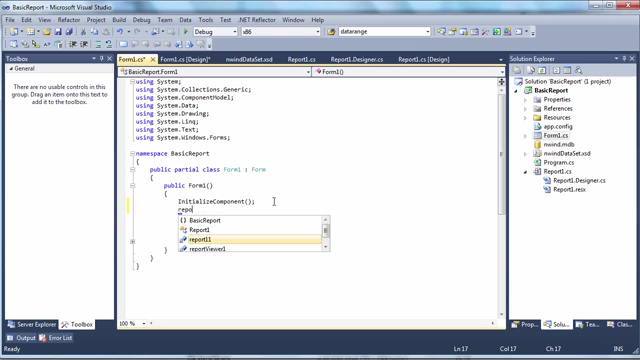 BasicReport - Microsoft Visual Studio
File Edit View Project Build Debug Team Data Tools .NET Reflector Window Help
Debug x86 datarange
Toolbox
General
There are no usable controls in this group. Drag an item onto this text to add it to the toolbox.
Server Explorer Toolbox
Output Error List
Form1.cs* Form1.cs [Design]* nwindDataSet.xsd Report1.Designer.cs Report1.cs [Design]
BasicReport.Form1 Form1()
using System;
using System.Collections.Generic;
using System.ComponentModel;
using System.Data;
using System.Drawing;
using System.Linq;
using System.Text;
using System.Windows.Forms;
namespace BasicReport
{
public partial class Form1 : Form
{
public Form1()
{
InitializeComponent();
repo
{} BasicReport
Report1
report11
reportViewer1
}
}
}
100 %
Solution Explorer
Solution 'BasicReport' (1 project)
BasicReport
Properties
References
Resources
app.config
Form1.cs
nwind.mdb
nwindDataSet.xsd
Program.cs
Report1.cs
Report1.Designer.cs
Report1.resx
Prop... Solu... Tea... Clas...
Ln 17 Col 17 Ch 17 INS